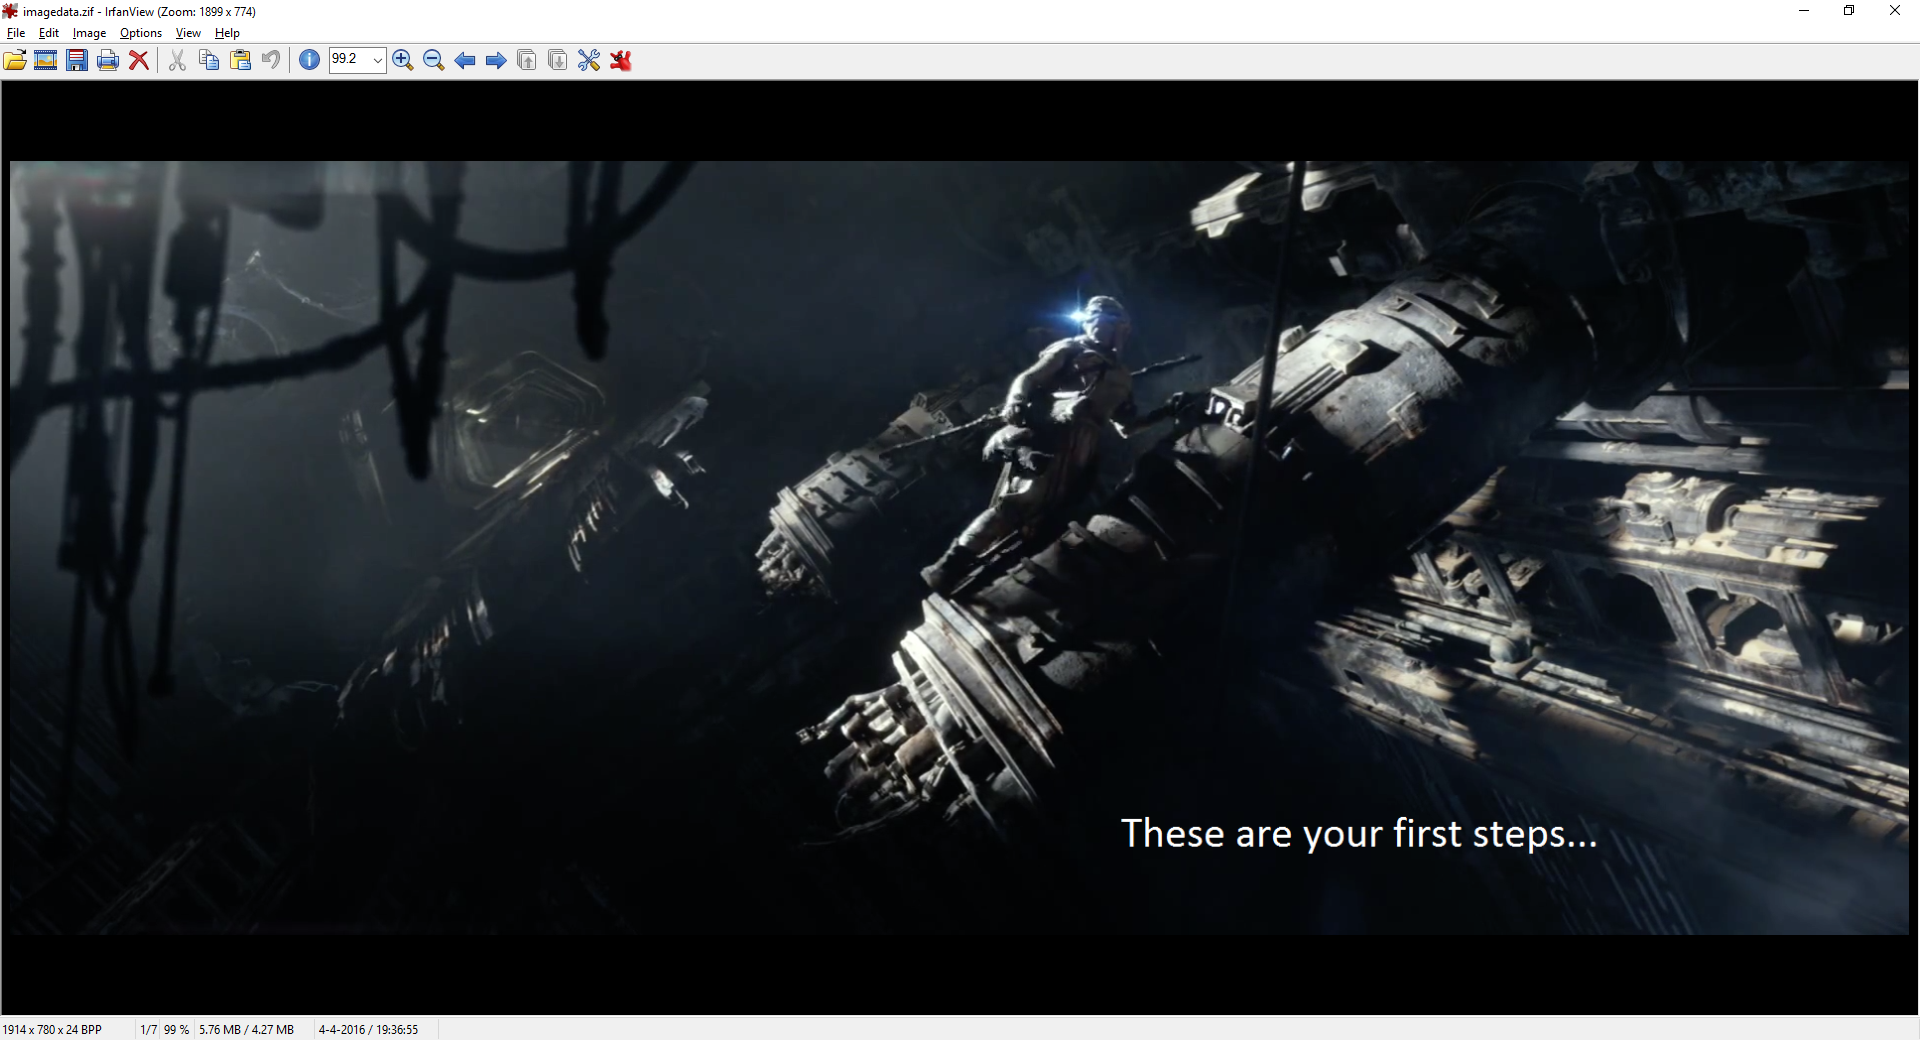 imagedata.zif - IrfanView (Zoom: 1899 x 774)
File Edit Image Options View Help
99.2
These are your first steps...
1914 x 780 x 24 BPP 1/7 99 % 5.76 MB / 4.27 MB 4-4-2016 / 19:36:55